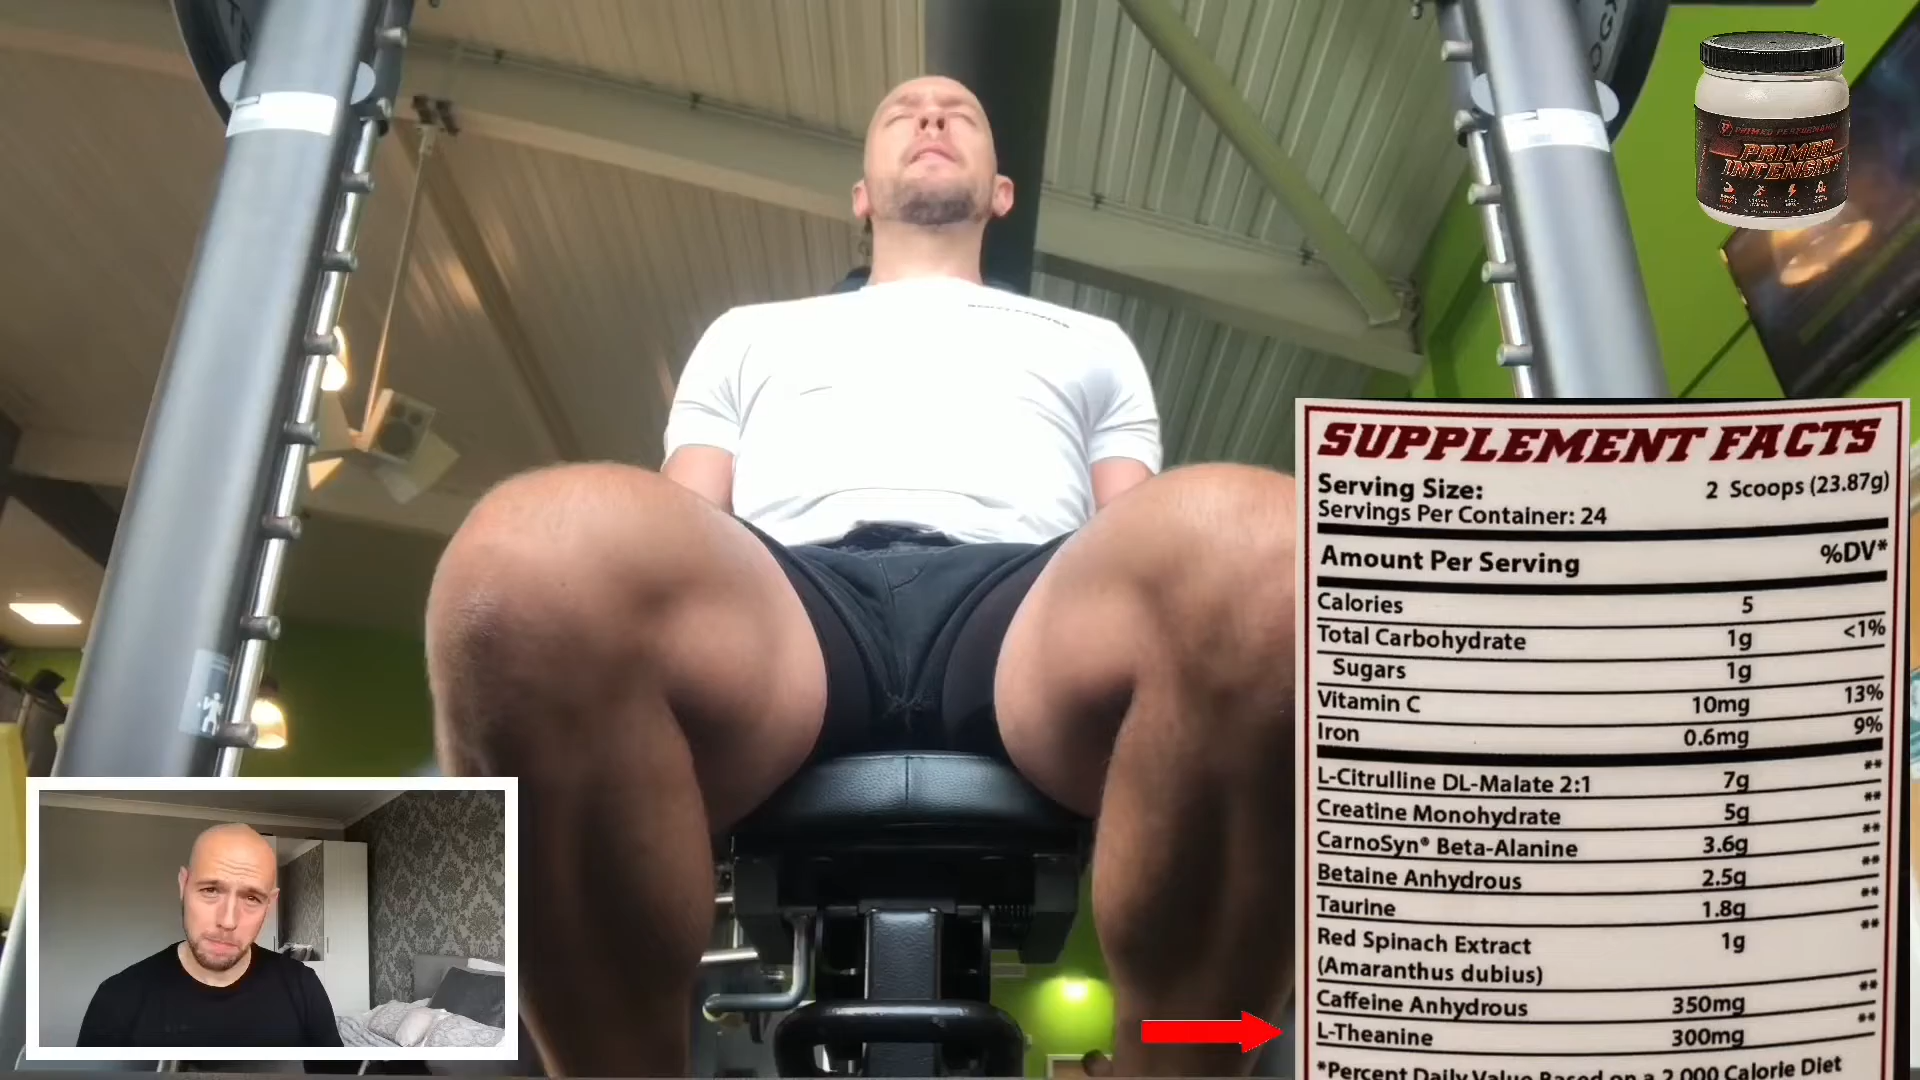 PRIMED PERFORMANCE
PRIMED
INTENSITY
SUPPLEMENT FACTS
Serving Size: 2 Scoops (23.87g)
Servings Per Container: 24
Amount Per Serving %DV*
Calories 5
Total Carbohydrate 1g <1%
Sugars 1g
Vitamin C 10mg 13%
Iron 0.6mg 9%
L-Citrulline DL-Malate 2:1 7g **
Creatine Monohydrate 5g **
CarnoSyn® Beta-Alanine 3.6g **
Betaine Anhydrous 2.5g **
Taurine 1.8g **
Red Spinach Extract 1g **
(Amaranthus dubius)
Caffeine Anhydrous 350mg **
L-Theanine 300mg **
*Percent Daily Value Based on a 2,000 Calorie Diet